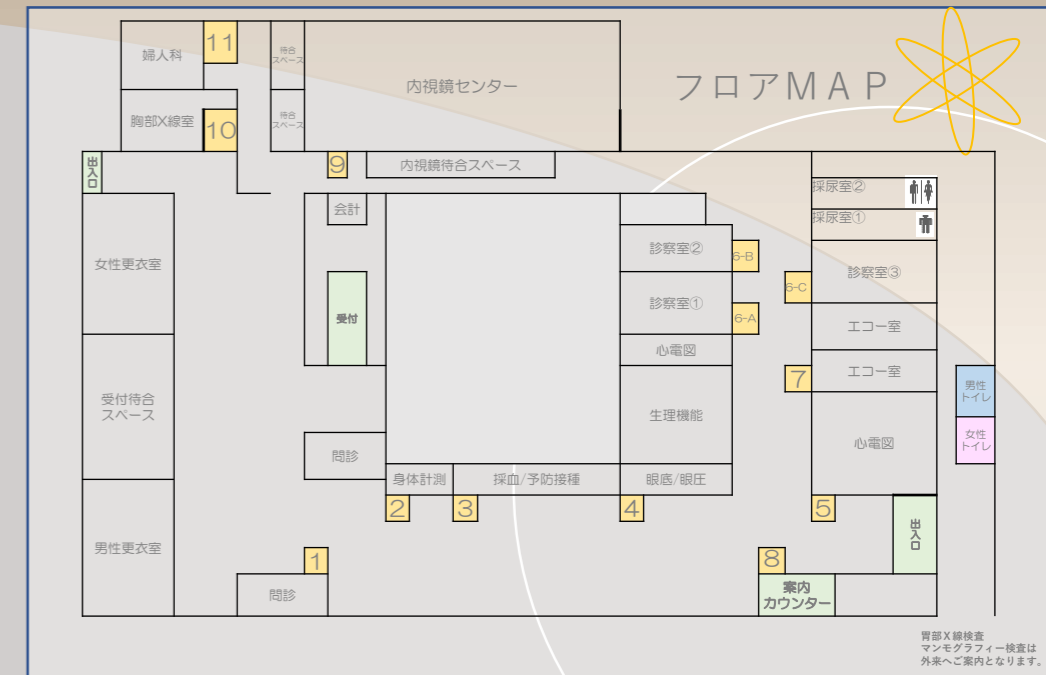 フロアMAP
婦人科
11
待合
スペース
内視鏡センター
胸部X線室
10
待合
スペース
出入口
9
内視鏡待合スペース
採尿室②
採尿室①
会計
女性更衣室
診察室②
6-B
診察室③
6-C
受付
診察室①
6-A
エコー室
心電図
7
エコー室
男性
トイレ
受付待合
スペース
生理機能
女性
トイレ
心電図
問診
身体計測
採血/予防接種
眼底/眼圧
2
3
4
5
出入口
男性更衣室
1
8
問診
案内
カウンター
胃部X線検査
マンモグラフィー検査は
外来へご案内となります。